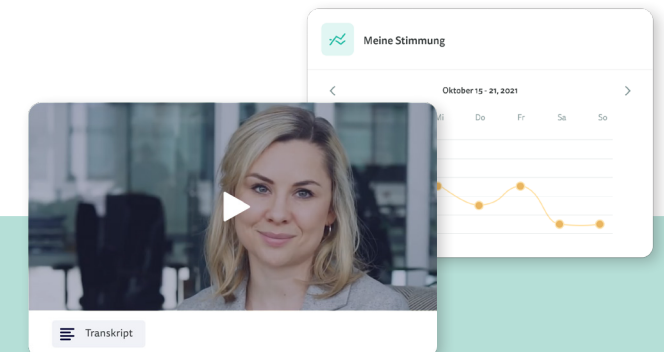 Meine Stimmung
Oktober 15 - 21, 2021
Mi Do Fr Sa So
Transkript